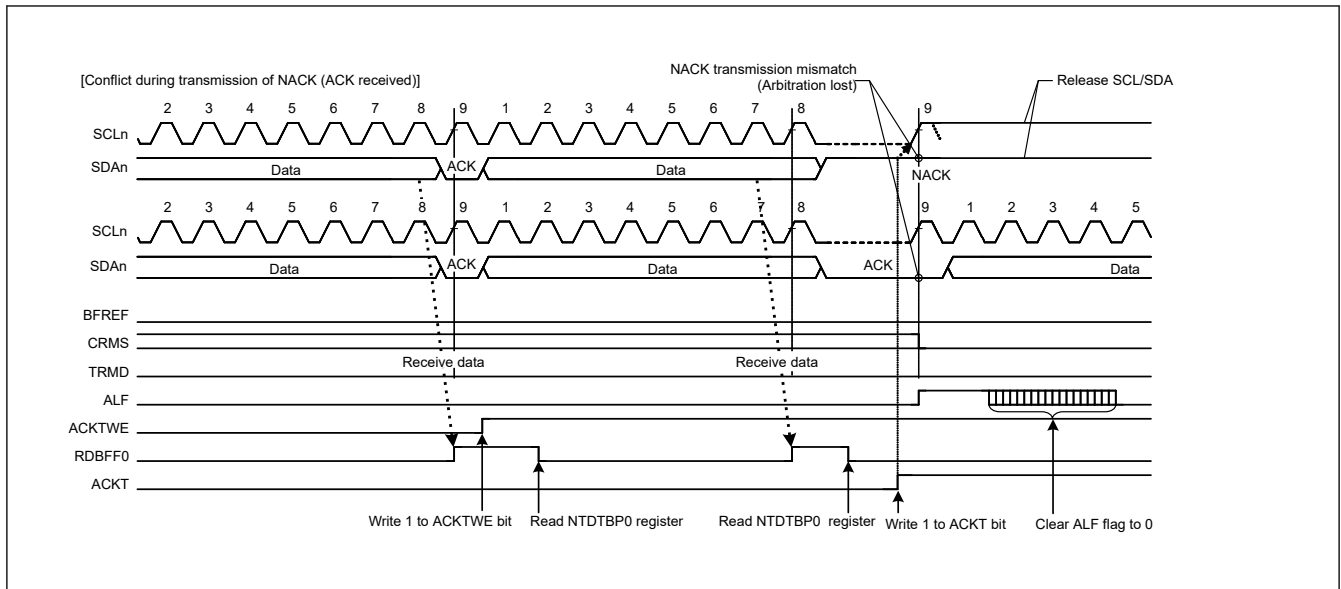 [Conflict during transmission of NACK (ACK received)]
NACK transmission mismatch
(Arbitration lost)
Release SCL/SDA
2 3 4 5 6 7 8 9 1 2 3 4 5 6 7 8 9
SCLn
SDAn Data ACK Data NACK
2 3 4 5 6 7 8 9 1 2 3 4 5 6 7 8 9 1 2 3 4 5
SCLn
SDAn Data ACK Data ACK Data
BFREF
CRMS
Receive data Receive data
TRMD
ALF
ACKTWE
RDBFF0
ACKT
Write 1 to ACKTWE bit Read NTDTBP0 register Read NTDTBP0 register Write 1 to ACKT bit Clear ALF flag to 0